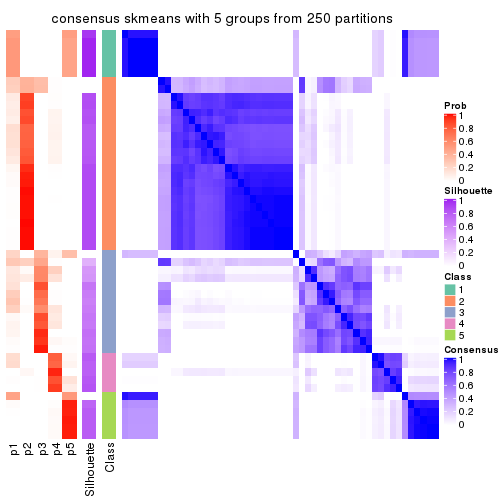 consensus skmeans with 5 groups from 250 partitions
Prob
1
0.8
0.6
0.4
0.2
0
Silhouette
1
0.8
0.6
0.4
0.2
0
Class
1
2
3
4
5
Consensus
1
0.8
0.6
0.4
0.2
0
p1
p2
p3
p4
p5
Silhouette
Class